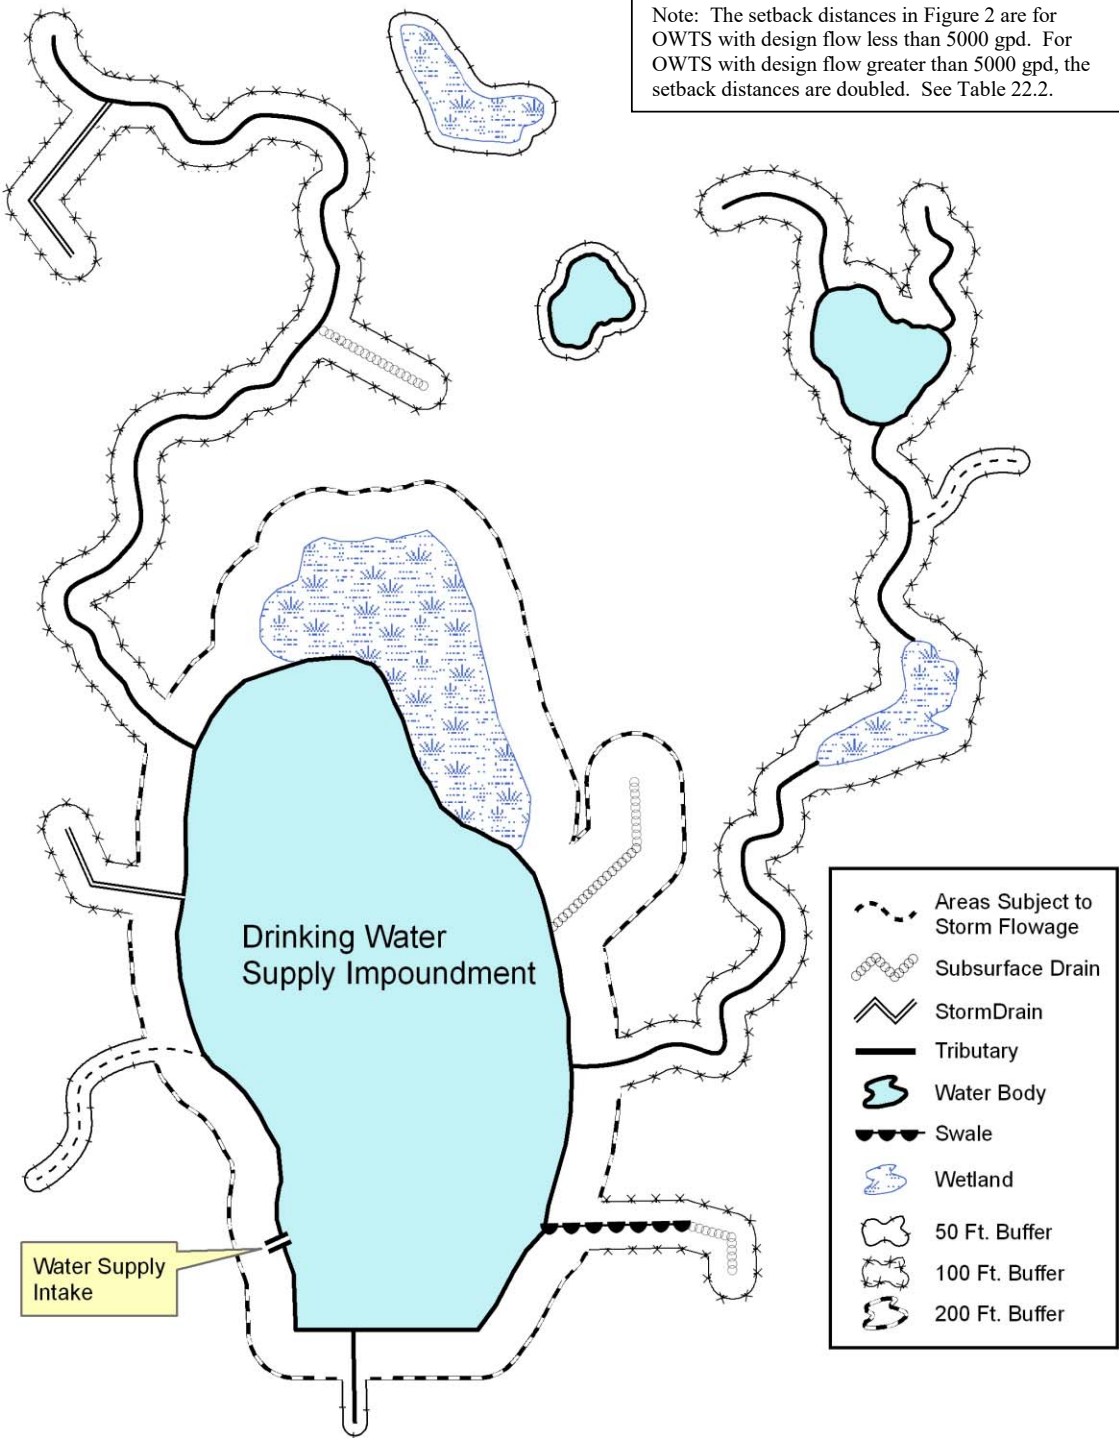 Note:  The setback distances in Figure 2 are for
OWTS with design flow less than 5000 gpd.  For
OWTS with design flow greater than 5000 gpd, the
setback distances are doubled.  See Table 22.2.
Drinking Water
Supply Impoundment
Water Supply
Intake
Areas Subject to
Storm Flowage
Subsurface Drain
StormDrain
Tributary
Water Body
Swale
Wetland
50 Ft. Buffer
100 Ft. Buffer
200 Ft. Buffer